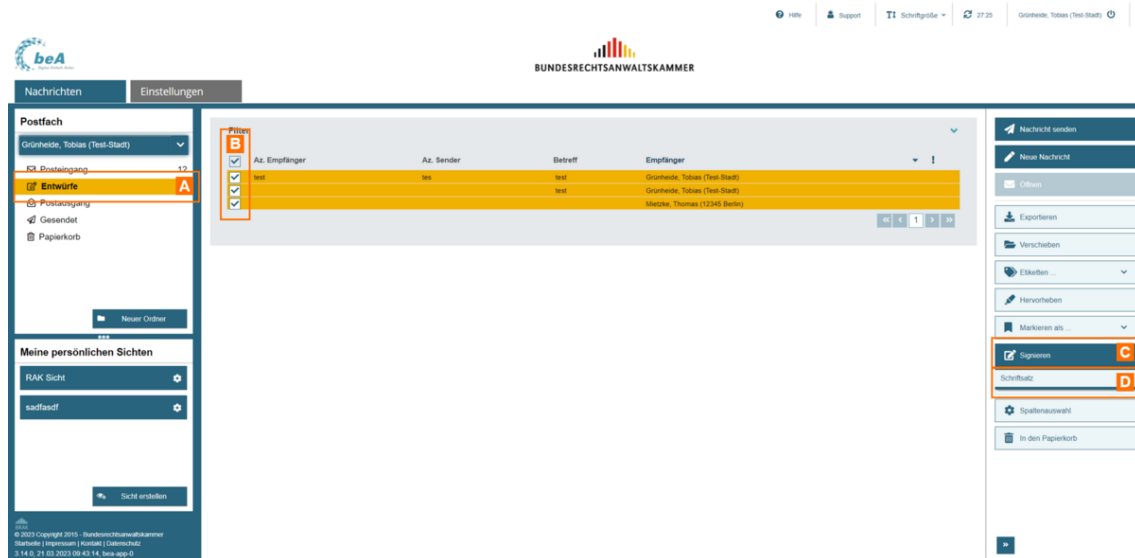 Hilfe Support Schriftgröße 27:20 Grünheide, Tobias (Test-Stadt)
beA
BUNDESRECHTSANWALTSKAMMER
Nachrichten Einstellungen
Postfach
Grünheide, Tobias (Test-Stadt)
Posteingang 12
Entwürfe A
Postausgang
Gesendet
Papierkorb
Neuer Ordner
Meine persönlichen Sichten
RAK Sicht
sadfasdf
Sicht erstellen
BRAK
© 2023 Copyright 2015 - Bundesrechtsanwaltskammer
Startseite | Impressum | Kontakt | Datenschutz
3.14.0, 21.03.2023 09:43:14, bea-app-0
Filter
B
Az. Empfänger Az. Sender Betreff Empfänger !
test tes test Grünheide, Tobias (Test-Stadt)
test Grünheide, Tobias (Test-Stadt)
Mietzke, Thomas (12345 Berlin)
« ‹ 1 › »
Nachricht senden
Neue Nachricht
Öffnen
Exportieren
Verschieben
Etiketten ...
Hervorheben
Markieren als...
Signieren C
Schriftsatz D
Spaltenauswahl
In den Papierkorb
»